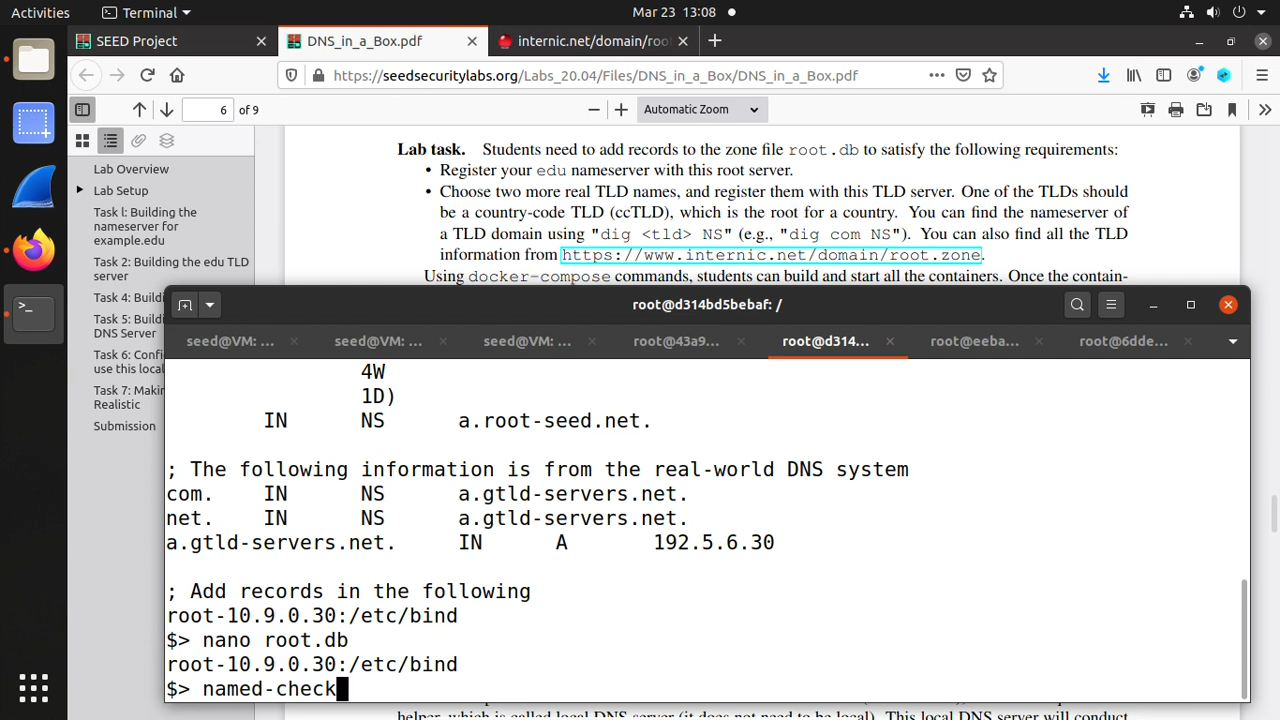 Activities
Terminal
Mar 23 13:08
SEED Project
DNS_in_a_Box.pdf
internic.net/domain/roo
https://seedsecuritylabs.org/Labs_20.04/Files/DNS_in_a_Box/DNS_in_a_Box.pdf
6
of 9
Automatic Zoom
Lab Overview
Lab Setup
Task l: Building the
nameserver for
example.edu
Task 2: Building the edu TLD
server
Task 4: Buildi
Task 5: Buildi
DNS Server
Task 6: Confi
use this local
Task 7: Makin
Realistic
Submission
Lab task. Students need to add records to the zone file root.db to satisfy the following requirements:
• Register your edu nameserver with this root server.
• Choose two more real TLD names, and register them with this TLD server. One of the TLDs should
be a country-code TLD (ccTLD), which is the root for a country. You can find the nameserver of
a TLD domain using "dig <tld> NS" (e.g., "dig com NS"). You can also find all the TLD
information from https://www.internic.net/domain/root.zone.
Using docker-compose commands, students can build and start all the containers. Once the contain-
root@d314bd5bebaf: /
seed@VM: ...
seed@VM: ...
seed@VM: ...
root@43a9...
root@d314...
root@eeba...
root@6dde...
4W
1D)
IN NS a.root-seed.net.
; The following information is from the real-world DNS system
com. IN NS a.gtld-servers.net.
net. IN NS a.gtld-servers.net.
a.gtld-servers.net. IN A 192.5.6.30
; Add records in the following
root-10.9.0.30:/etc/bind
$> nano root.db
root-10.9.0.30:/etc/bind
$> named-check
helper, which is called local DNS server (it does not need to be local). This local DNS server will conduct